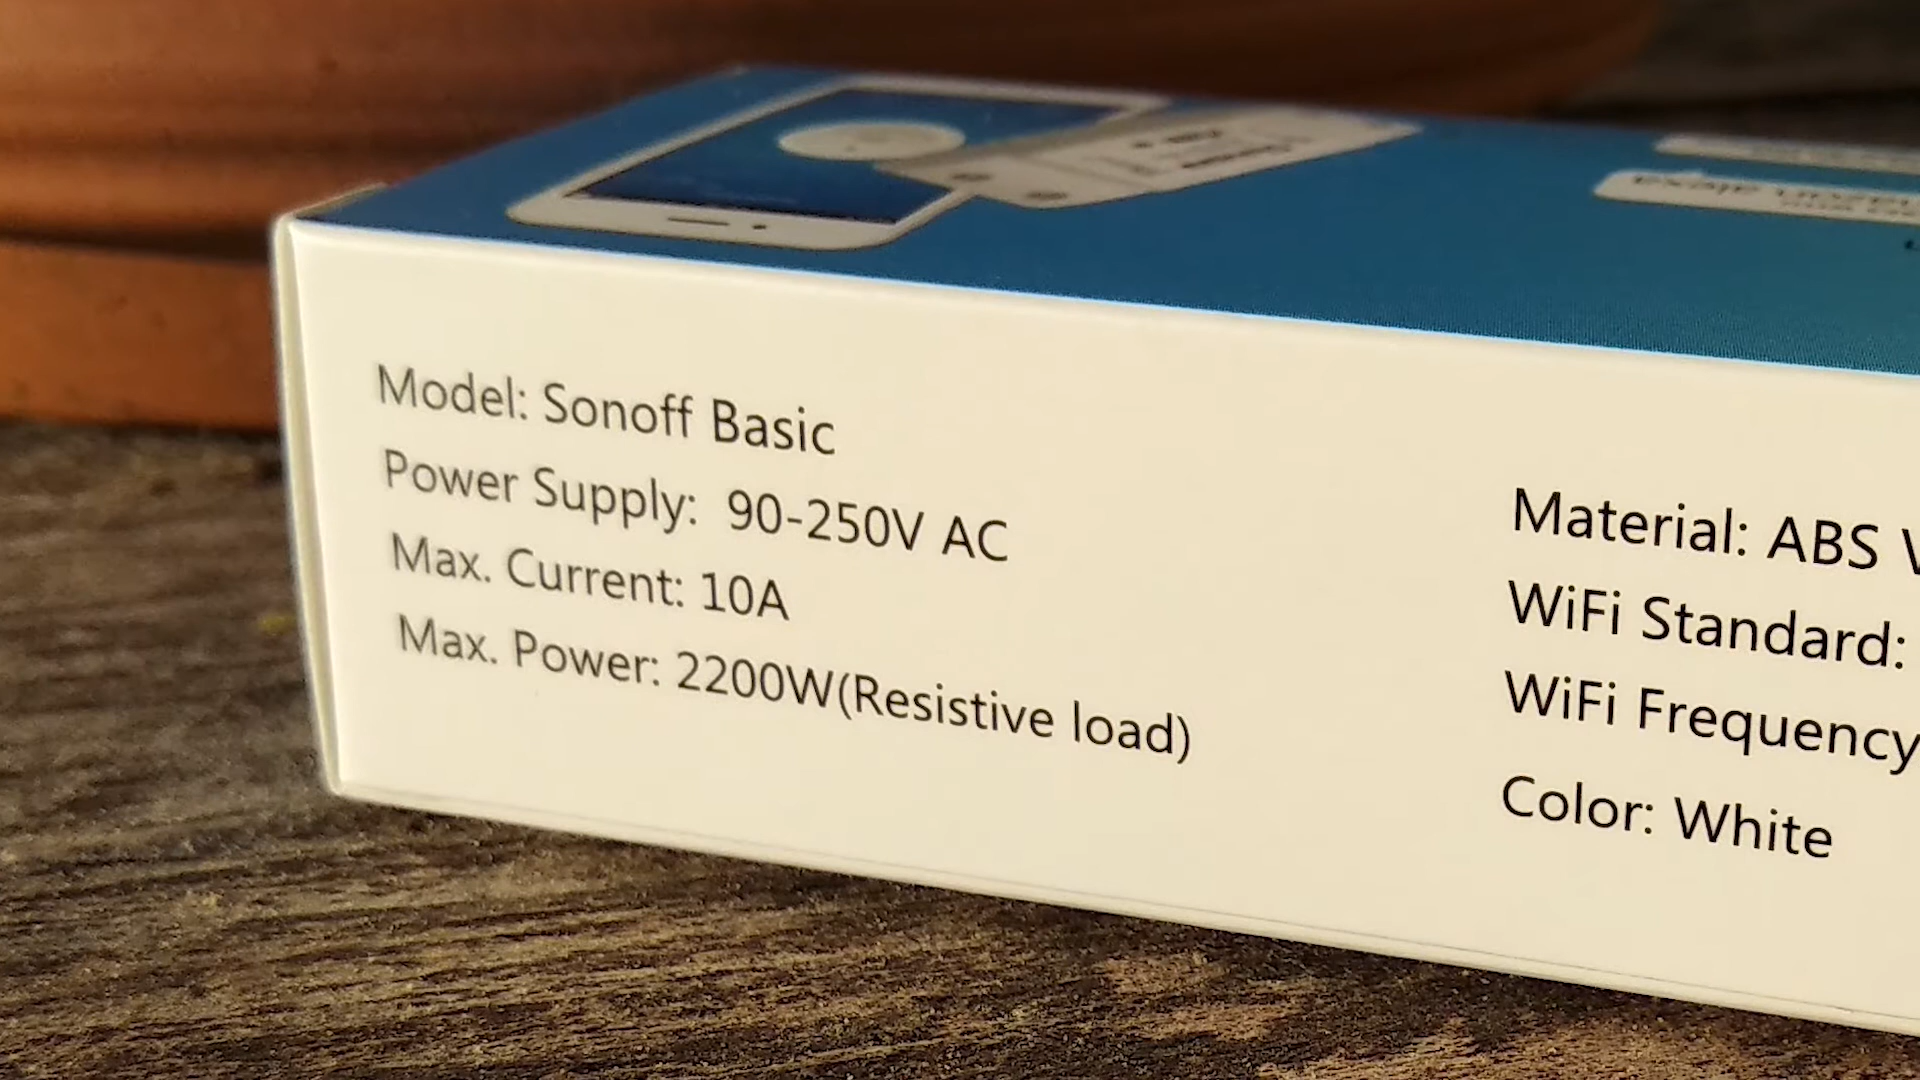 Model: Sonoff Basic
Power Supply: 90-250V AC
Max. Current: 10A
Max. Power: 2200W(Resistive load)
Material: ABS V
WiFi Standard:
WiFi Frequency
Color: White